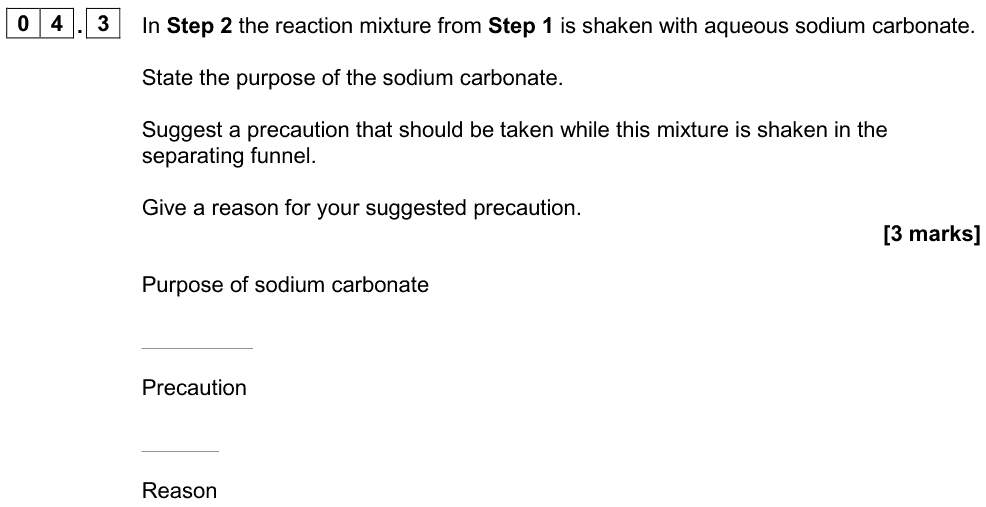 0 4 . 3 In Step 2 the reaction mixture from Step 1 is shaken with aqueous sodium carbonate.
State the purpose of the sodium carbonate.
Suggest a precaution that should be taken while this mixture is shaken in the
separating funnel.
Give a reason for your suggested precaution.
[3 marks]
Purpose of sodium carbonate
Precaution
Reason